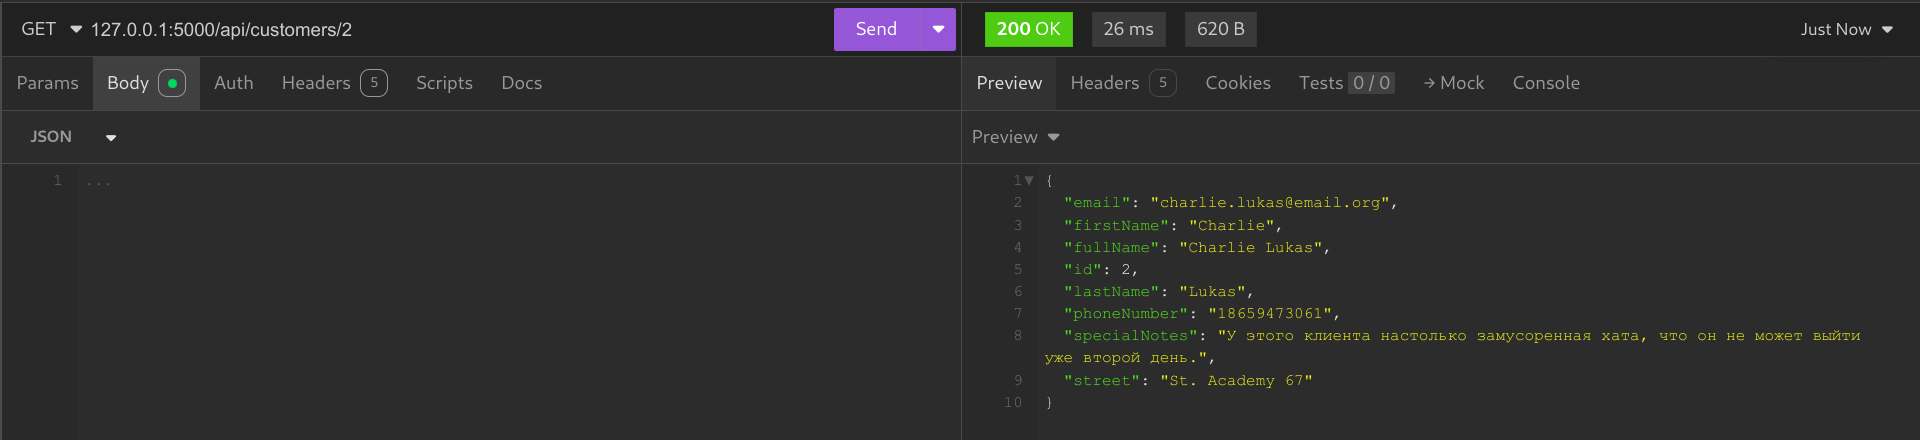 GET 127.0.0.1:5000/api/customers/2 Send 200 OK 26 ms 620 B Just Now
Params Body Auth Headers 5 Scripts Docs Preview Headers 5 Cookies Tests 0 / 0 → Mock Console
JSON Preview
1 ...
1 {
2 "email": "charlie.lukas@email.org",
3 "firstName": "Charlie",
4 "fullName": "Charlie Lukas",
5 "id": 2,
6 "lastName": "Lukas",
7 "phoneNumber": "18659473061",
8 "specialNotes": "У этого клиента настолько замусоренная хата, что он не может выйти
уже второй день.",
9 "street": "St. Academy 67"
10 }